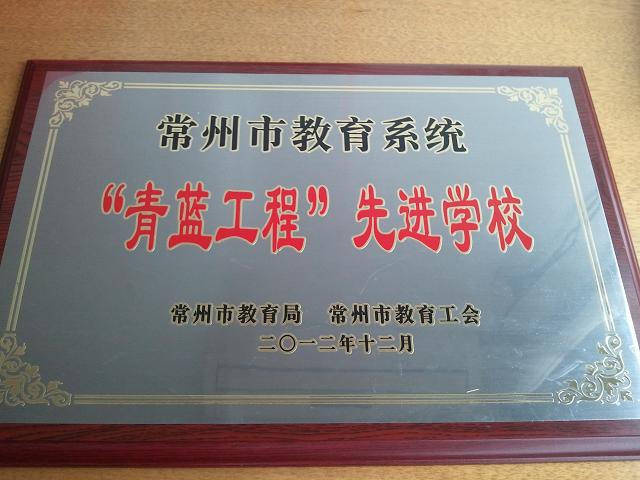 常州市教育系统
“青蓝工程”先进学校
常州市教育局 常州市教育工会
二〇一二年十二月